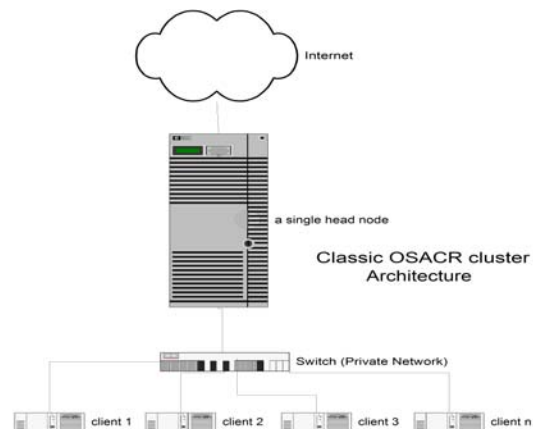 Internet
a single head node
Classic OSACR cluster
Architecture
Switch (Private Network)
client 1
client 2
client 3
client n